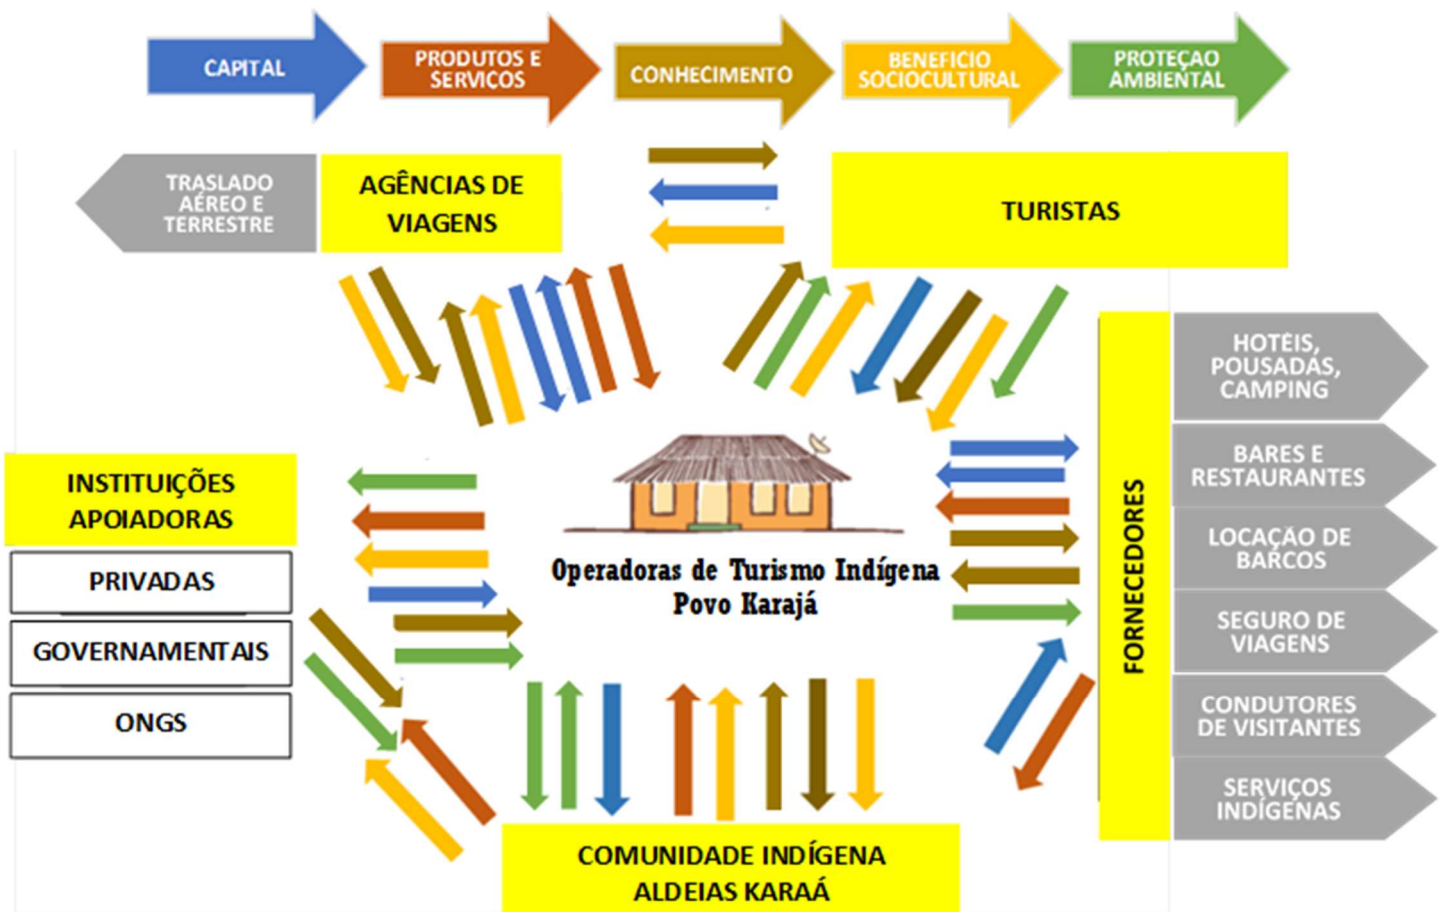 CAPITAL
PRODUTOS E
SERVIÇOS
CONHECIMENTO
BENEFICIO
SOCIOCULTURAL
PROTEÇAO
AMBIENTAL
TRASLADO
AÉREO E
TERRESTRE
AGÊNCIAS DE
VIAGENS
TURISTAS
INSTITUIÇÕES
APOIADORAS
PRIVADAS
GOVERNAMENTAIS
ONGS
Operadoras de Turismo Indígena
Povo Karajá
FORNECEDORES
HOTÉIS,
POUSADAS,
CAMPING
BARES E
RESTAURANTES
LOCAÇÃO DE
BARCOS
SEGURO DE
VIAGENS
CONDUTORES
DE VISITANTES
SERVIÇOS
INDÍGENAS
COMUNIDADE INDÍGENA
ALDEIAS KARAÁ